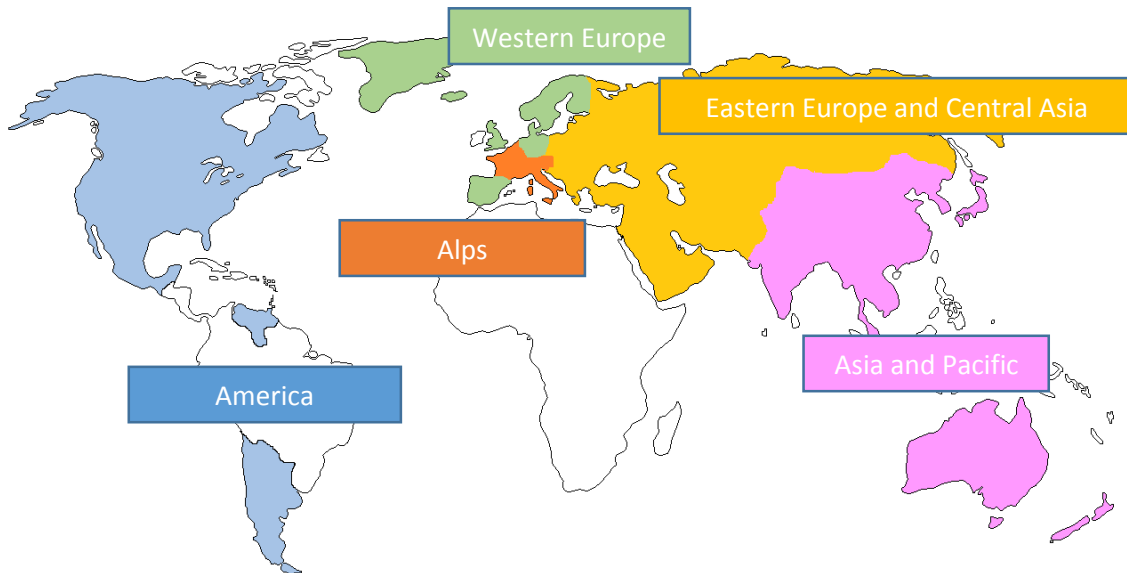 Western Europe
Eastern Europe and Central Asia
Alps
Asia and Pacific
America